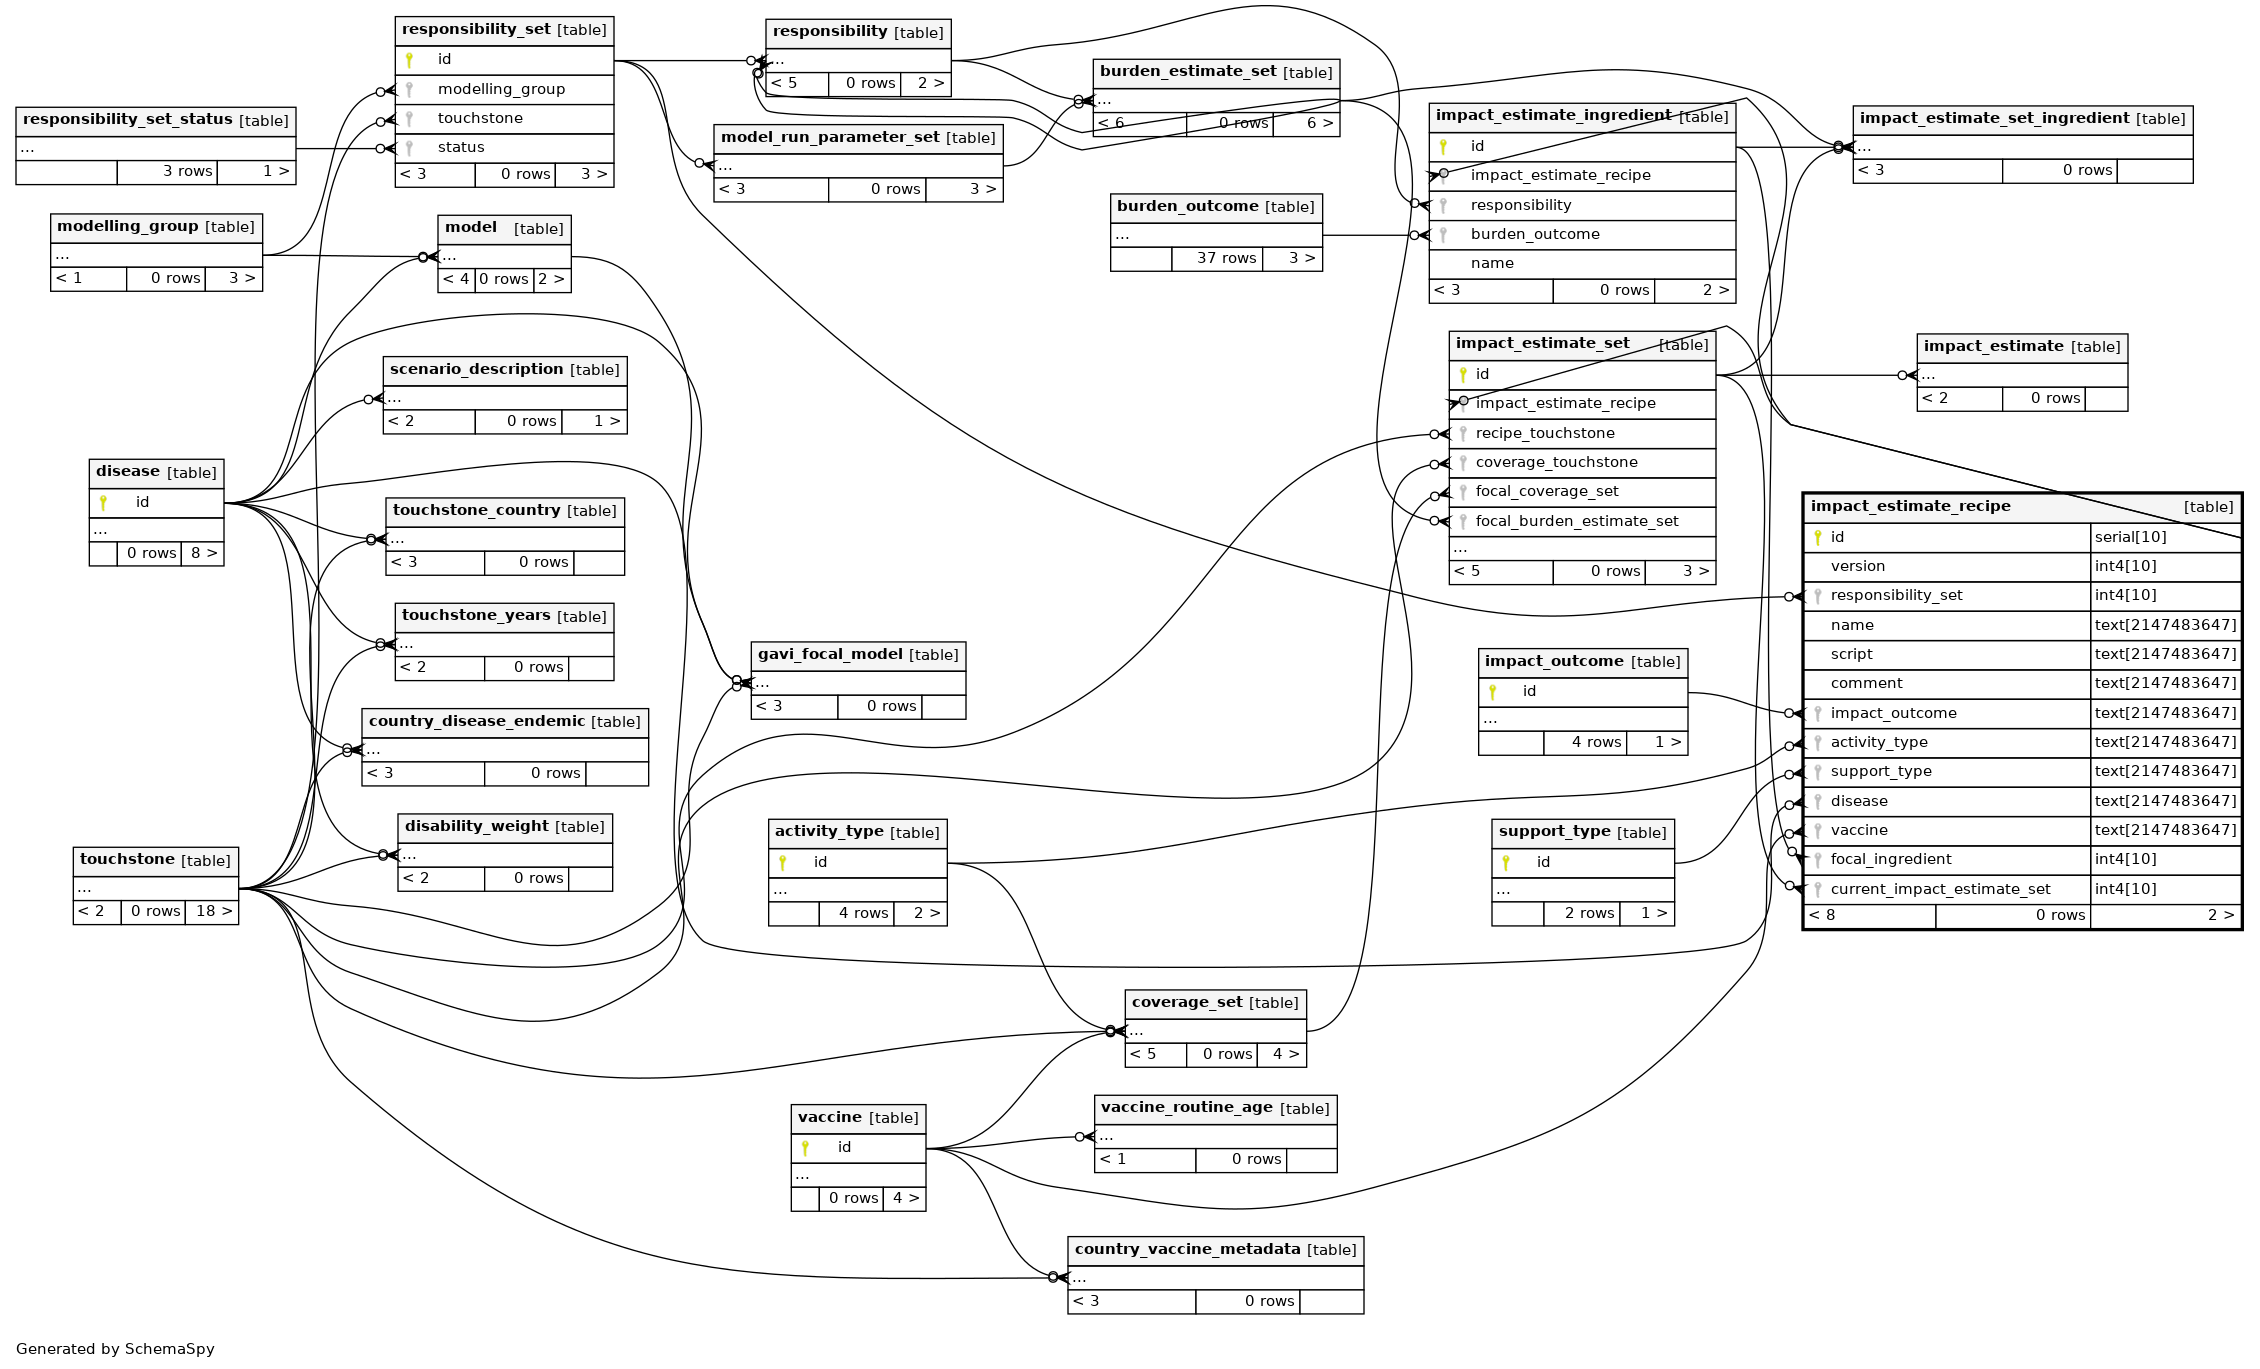 responsibility_set [table]
id
modelling_group
touchstone
status
< 3 0 rows 3 >
responsibility [table]
...
< 5 0 rows 2 >
burden_estimate_set [table]
...
< 6 0 rows 6 >
responsibility_set_status [table]
...
3 rows 1 >
model_run_parameter_set [table]
...
< 3 0 rows 3 >
impact_estimate_ingredient [table]
id
impact_estimate_recipe
responsibility
burden_outcome
name
< 3 0 rows 2 >
impact_estimate_set_ingredient [table]
...
< 3 0 rows
modelling_group [table]
...
< 1 0 rows 3 >
model [table]
...
< 4 0 rows 2 >
burden_outcome [table]
...
37 rows 3 >
scenario_description [table]
...
< 2 0 rows 1 >
impact_estimate_set [table]
id
impact_estimate_recipe
recipe_touchstone
coverage_touchstone
focal_coverage_set
focal_burden_estimate_set
...
< 5 0 rows 3 >
impact_estimate [table]
...
< 2 0 rows
disease [table]
id
...
0 rows 8 >
touchstone_country [table]
...
< 3 0 rows
touchstone_years [table]
...
< 2 0 rows
gavi_focal_model [table]
...
< 3 0 rows
impact_outcome [table]
id
...
4 rows 1 >
impact_estimate_recipe [table]
id serial[10]
version int4[10]
responsibility_set int4[10]
name text[2147483647]
script text[2147483647]
comment text[2147483647]
impact_outcome text[2147483647]
activity_type text[2147483647]
support_type text[2147483647]
disease text[2147483647]
vaccine text[2147483647]
focal_ingredient int4[10]
current_impact_estimate_set int4[10]
< 8 0 rows 2 >
country_disease_endemic [table]
...
< 3 0 rows
disability_weight [table]
...
< 2 0 rows
touchstone [table]
...
< 2 0 rows 18 >
activity_type [table]
id
...
4 rows 2 >
support_type [table]
id
...
2 rows 1 >
coverage_set [table]
...
< 5 0 rows 4 >
vaccine [table]
id
...
0 rows 4 >
vaccine_routine_age [table]
...
< 1 0 rows
country_vaccine_metadata [table]
...
< 3 0 rows
Generated by SchemaSpy